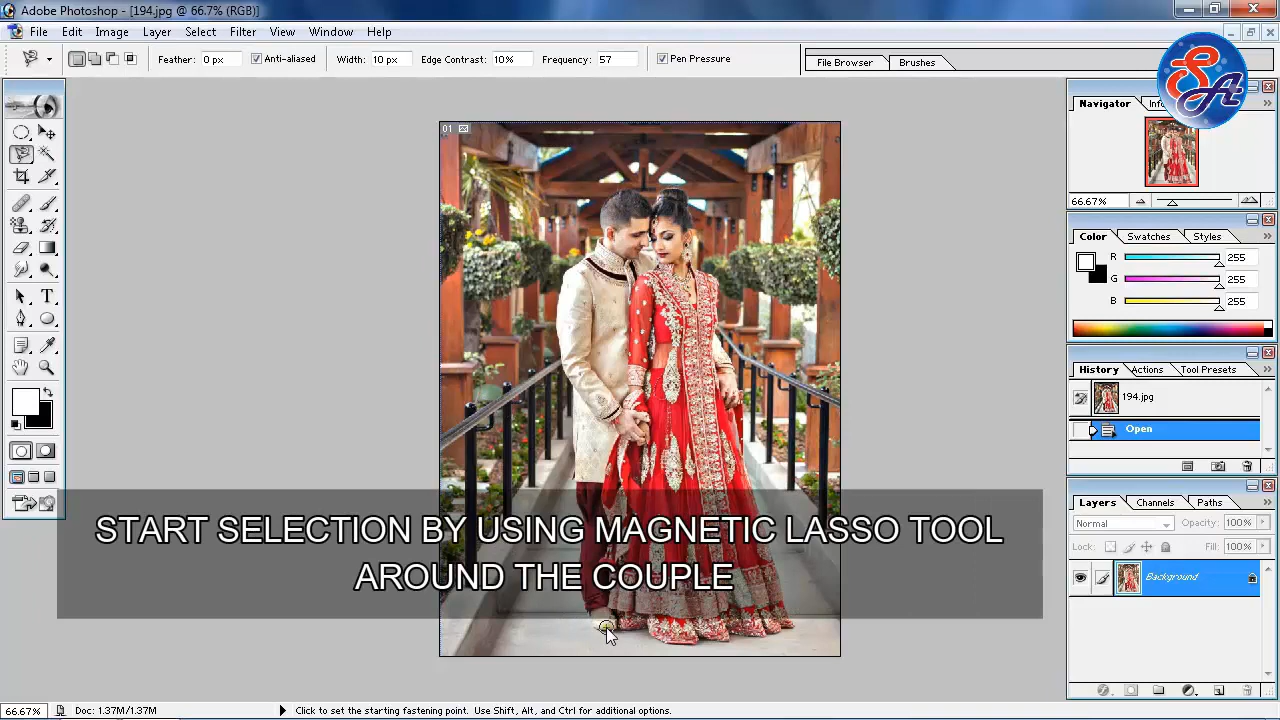 Adobe Photoshop - [194.jpg @ 66.7% (RGB)]
File Edit Image Layer Select Filter View Window Help
Feather: 0 px Anti-aliased Width: 10 px Edge Contrast: 10% Frequency: 57 Pen Pressure
File Browser Brushes
SA
Navigator
01
66.67%
Color Swatches Styles
R 255
G 255
B 255
History Actions Tool Presets
194.jpg
Open
Layers Channels Paths
Normal Opacity: 100%
Lock: Fill: 100%
Background
START SELECTION BY USING MAGNETIC LASSO TOOL
AROUND THE COUPLE
66.67% Doc: 1.37M/1.37M Click to set the starting fastening point. Use Shift, Alt, and Ctrl for additional options.